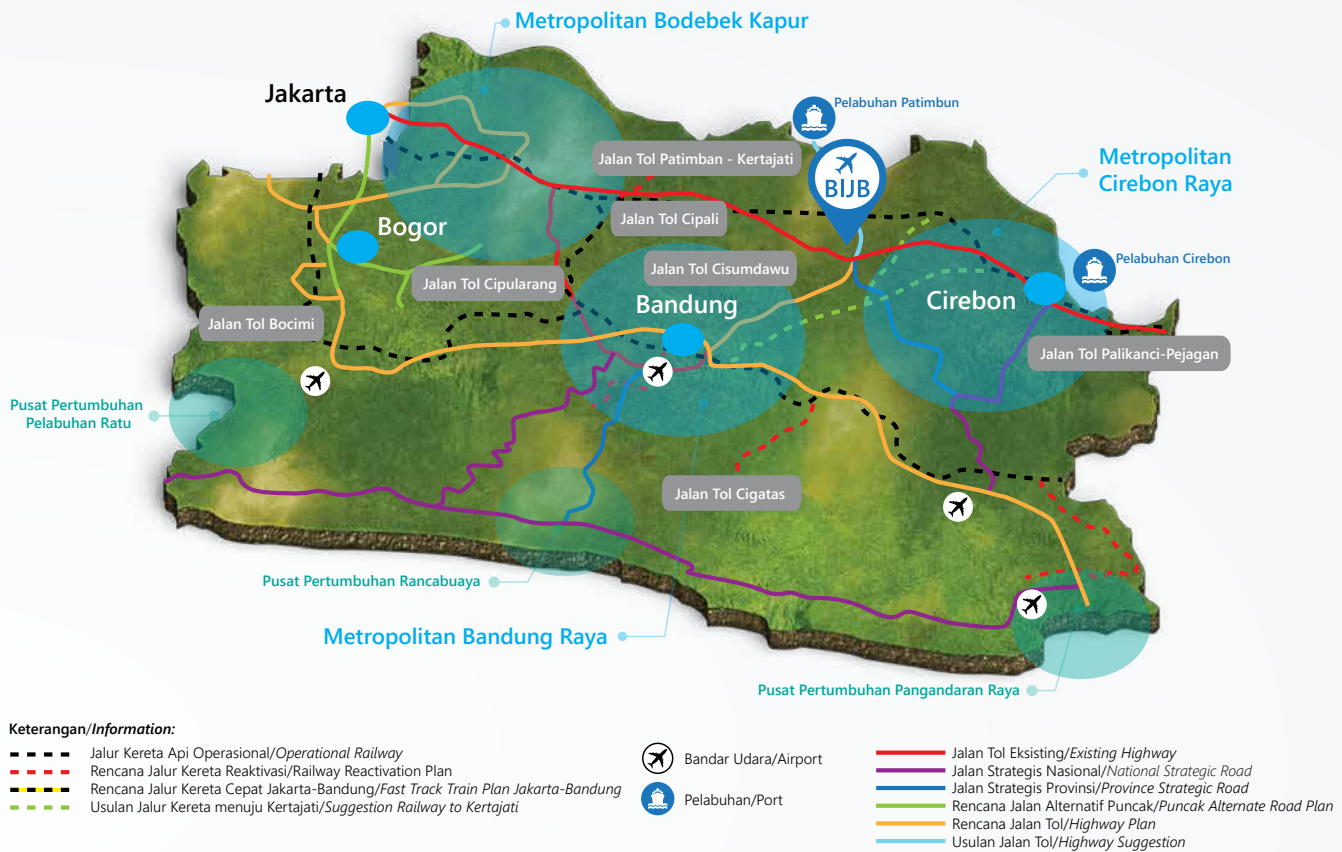 Metropolitan Bodebek Kapur
Jakarta
Pelabuhan Patimbun
Jalan Tol Patimban - Kertajati
BIJB
Metropolitan
Cirebon Raya
Jalan Tol Cipali
Bogor
Jalan Tol Cisumdawu
Pelabuhan Cirebon
Jalan Tol Cipularang
Bandung
Cirebon
Jalan Tol Bocimi
Jalan Tol Palikanci-Pejagan
Pusat Pertumbuhan
Pelabuhan Ratu
Jalan Tol Cigatas
Pusat Pertumbuhan Rancabuaya
Metropolitan Bandung Raya
Pusat Pertumbuhan Pangandaran Raya
Keterangan/Information:
Jalur Kereta Api Operasional/Operational Railway
Rencana Jalur Kereta Reaktivasi/Railway Reactivation Plan
Rencana Jalur Kereta Cepat Jakarta-Bandung/Fast Track Train Plan Jakarta-Bandung
Usulan Jalur Kereta menuju Kertajati/Suggestion Railway to Kertajati
Bandar Udara/Airport
Pelabuhan/Port
Jalan Tol Eksisting/Existing Highway
Jalan Strategis Nasional/National Strategic Road
Jalan Strategis Provinsi/Province Strategic Road
Rencana Jalan Alternatif Puncak/Puncak Alternate Road Plan
Rencana Jalan Tol/Highway Plan
Usulan Jalan Tol/Highway Suggestion